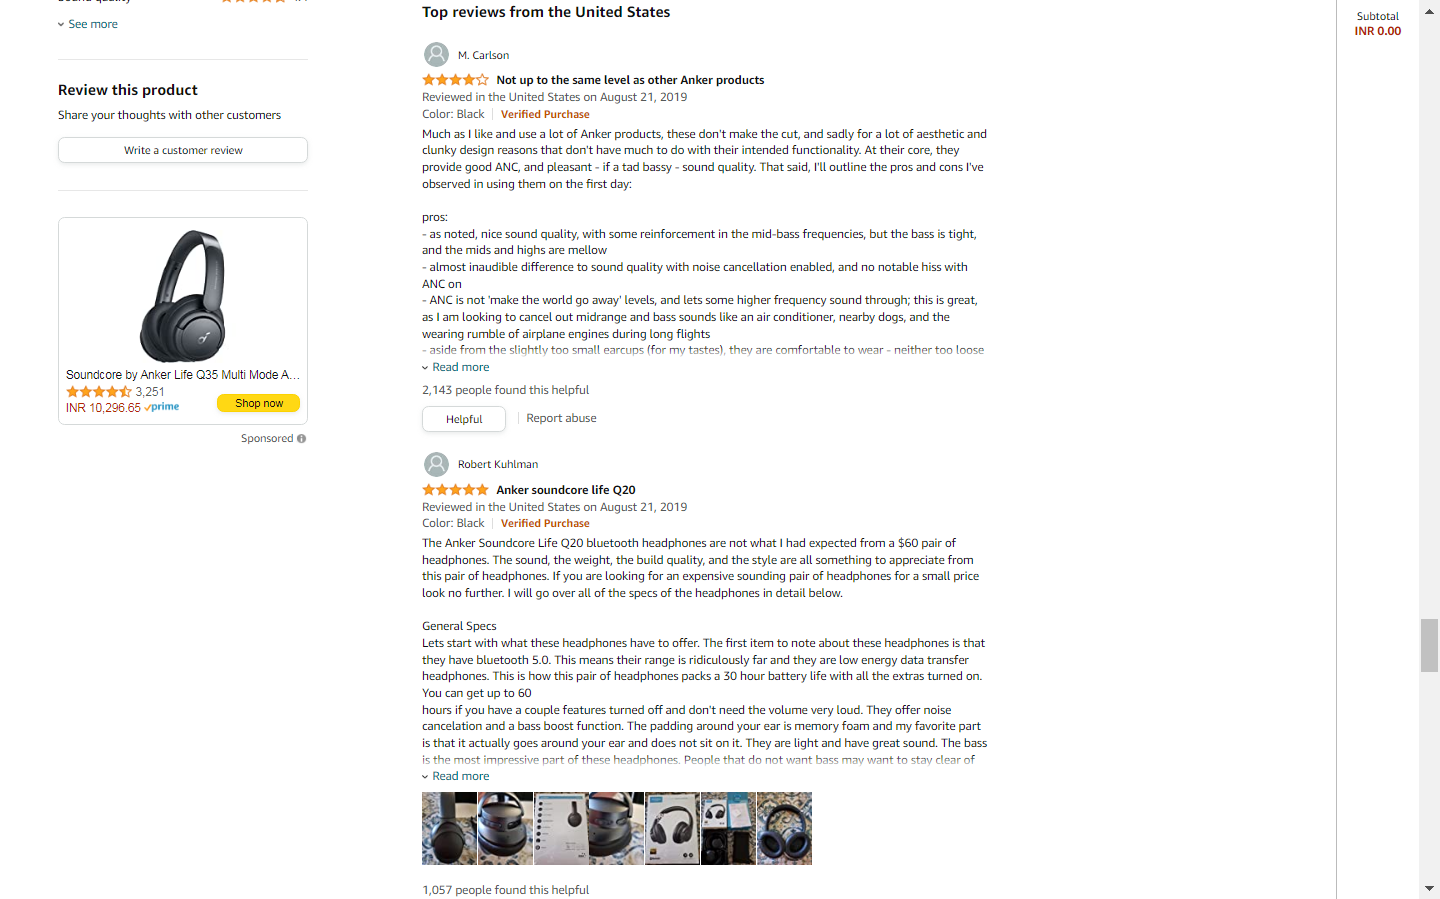 See more
Review this product
Share your thoughts with other customers
Write a customer review
Soundcore by Anker Life Q35 Multi Mode A...
3,251
INR 10,296.65 prime
Shop now
Sponsored
Top reviews from the United States
M. Carlson
Not up to the same level as other Anker products
Reviewed in the United States on August 21, 2019
Color: Black Verified Purchase
Much as I like and use a lot of Anker products, these don't make the cut, and sadly for a lot of aesthetic and
clunky design reasons that don't have much to do with their intended functionality. At their core, they
provide good ANC, and pleasant - if a tad bassy - sound quality. That said, I'll outline the pros and cons I've
observed in using them on the first day:
pros:
- as noted, nice sound quality, with some reinforcement in the mid-bass frequencies, but the bass is tight,
and the mids and highs are mellow
- almost inaudible difference to sound quality with noise cancellation enabled, and no notable hiss with
ANC on
- ANC is not 'make the world go away' levels, and lets some higher frequency sound through; this is great,
as I am looking to cancel out midrange and bass sounds like an air conditioner, nearby dogs, and the
wearing rumble of airplane engines during long flights
- aside from the slightly too small earcups (for my tastes), they are comfortable to wear - neither too loose
Read more
2,143 people found this helpful
Helpful
Report abuse
Robert Kuhlman
Anker soundcore life Q20
Reviewed in the United States on August 21, 2019
Color: Black Verified Purchase
The Anker Soundcore Life Q20 bluetooth headphones are not what I had expected from a $60 pair of
headphones. The sound, the weight, the build quality, and the style are all something to appreciate from
this pair of headphones. If you are looking for an expensive sounding pair of headphones for a small price
look no further. I will go over all of the specs of the headphones in detail below.
General Specs
Lets start with what these headphones have to offer. The first item to note about these headphones is that
they have bluetooth 5.0. This means their range is ridiculously far and they are low energy data transfer
headphones. This is how this pair of headphones packs a 30 hour battery life with all the extras turned on.
You can get up to 60
hours if you have a couple features turned off and don't need the volume very loud. They offer noise
cancelation and a bass boost function. The padding around your ear is memory foam and my favorite part
is that it actually goes around your ear and does not sit on it. They are light and have great sound. The bass
is the most impressive part of these headphones. People that do not want bass may want to stay clear of
Read more
1,057 people found this helpful
Subtotal
INR 0.00